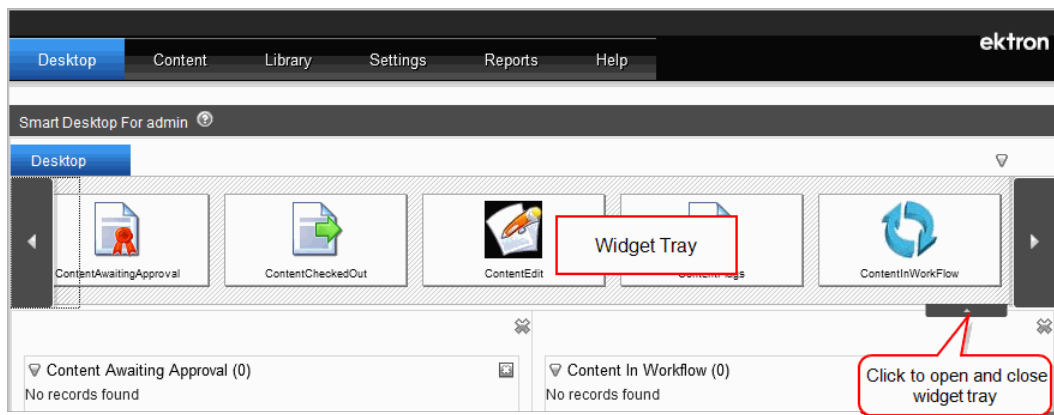 ektron
Desktop Content Library Settings Reports Help
Smart Desktop For admin
Desktop
Widget Tray
ContentAwaitingApproval ContentCheckedOut ContentEdit ContentInWorkFlow
Content Awaiting Approval (0) Content In Workflow (0)
No records found No records found
Click to open and close
widget tray